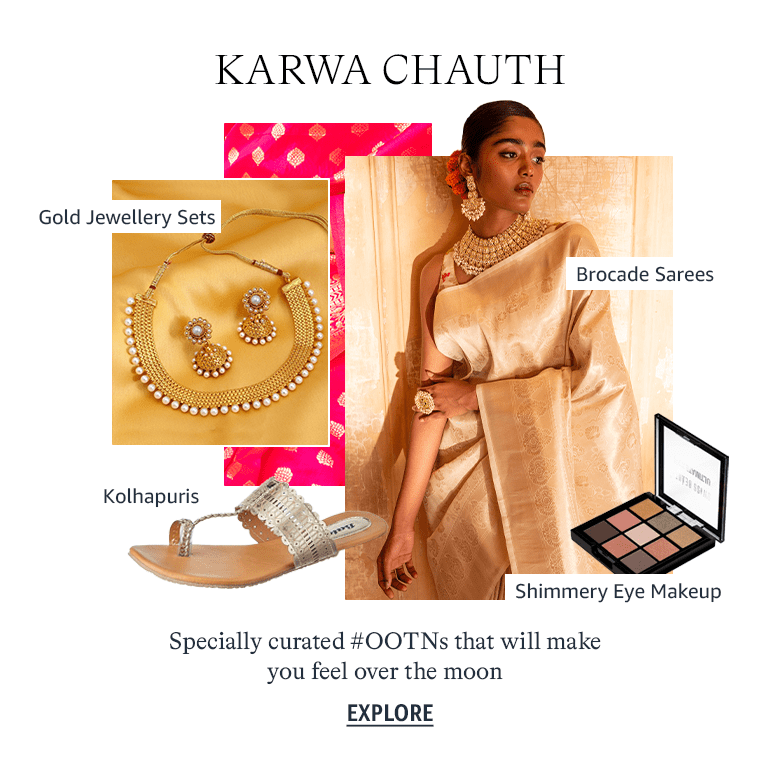 KARWA CHAUTH
Gold Jewellery Sets
Brocade Sarees
Kolhapuris
Shimmery Eye Makeup
Specially curated #OOTNs that will make
you feel over the moon
EXPLORE